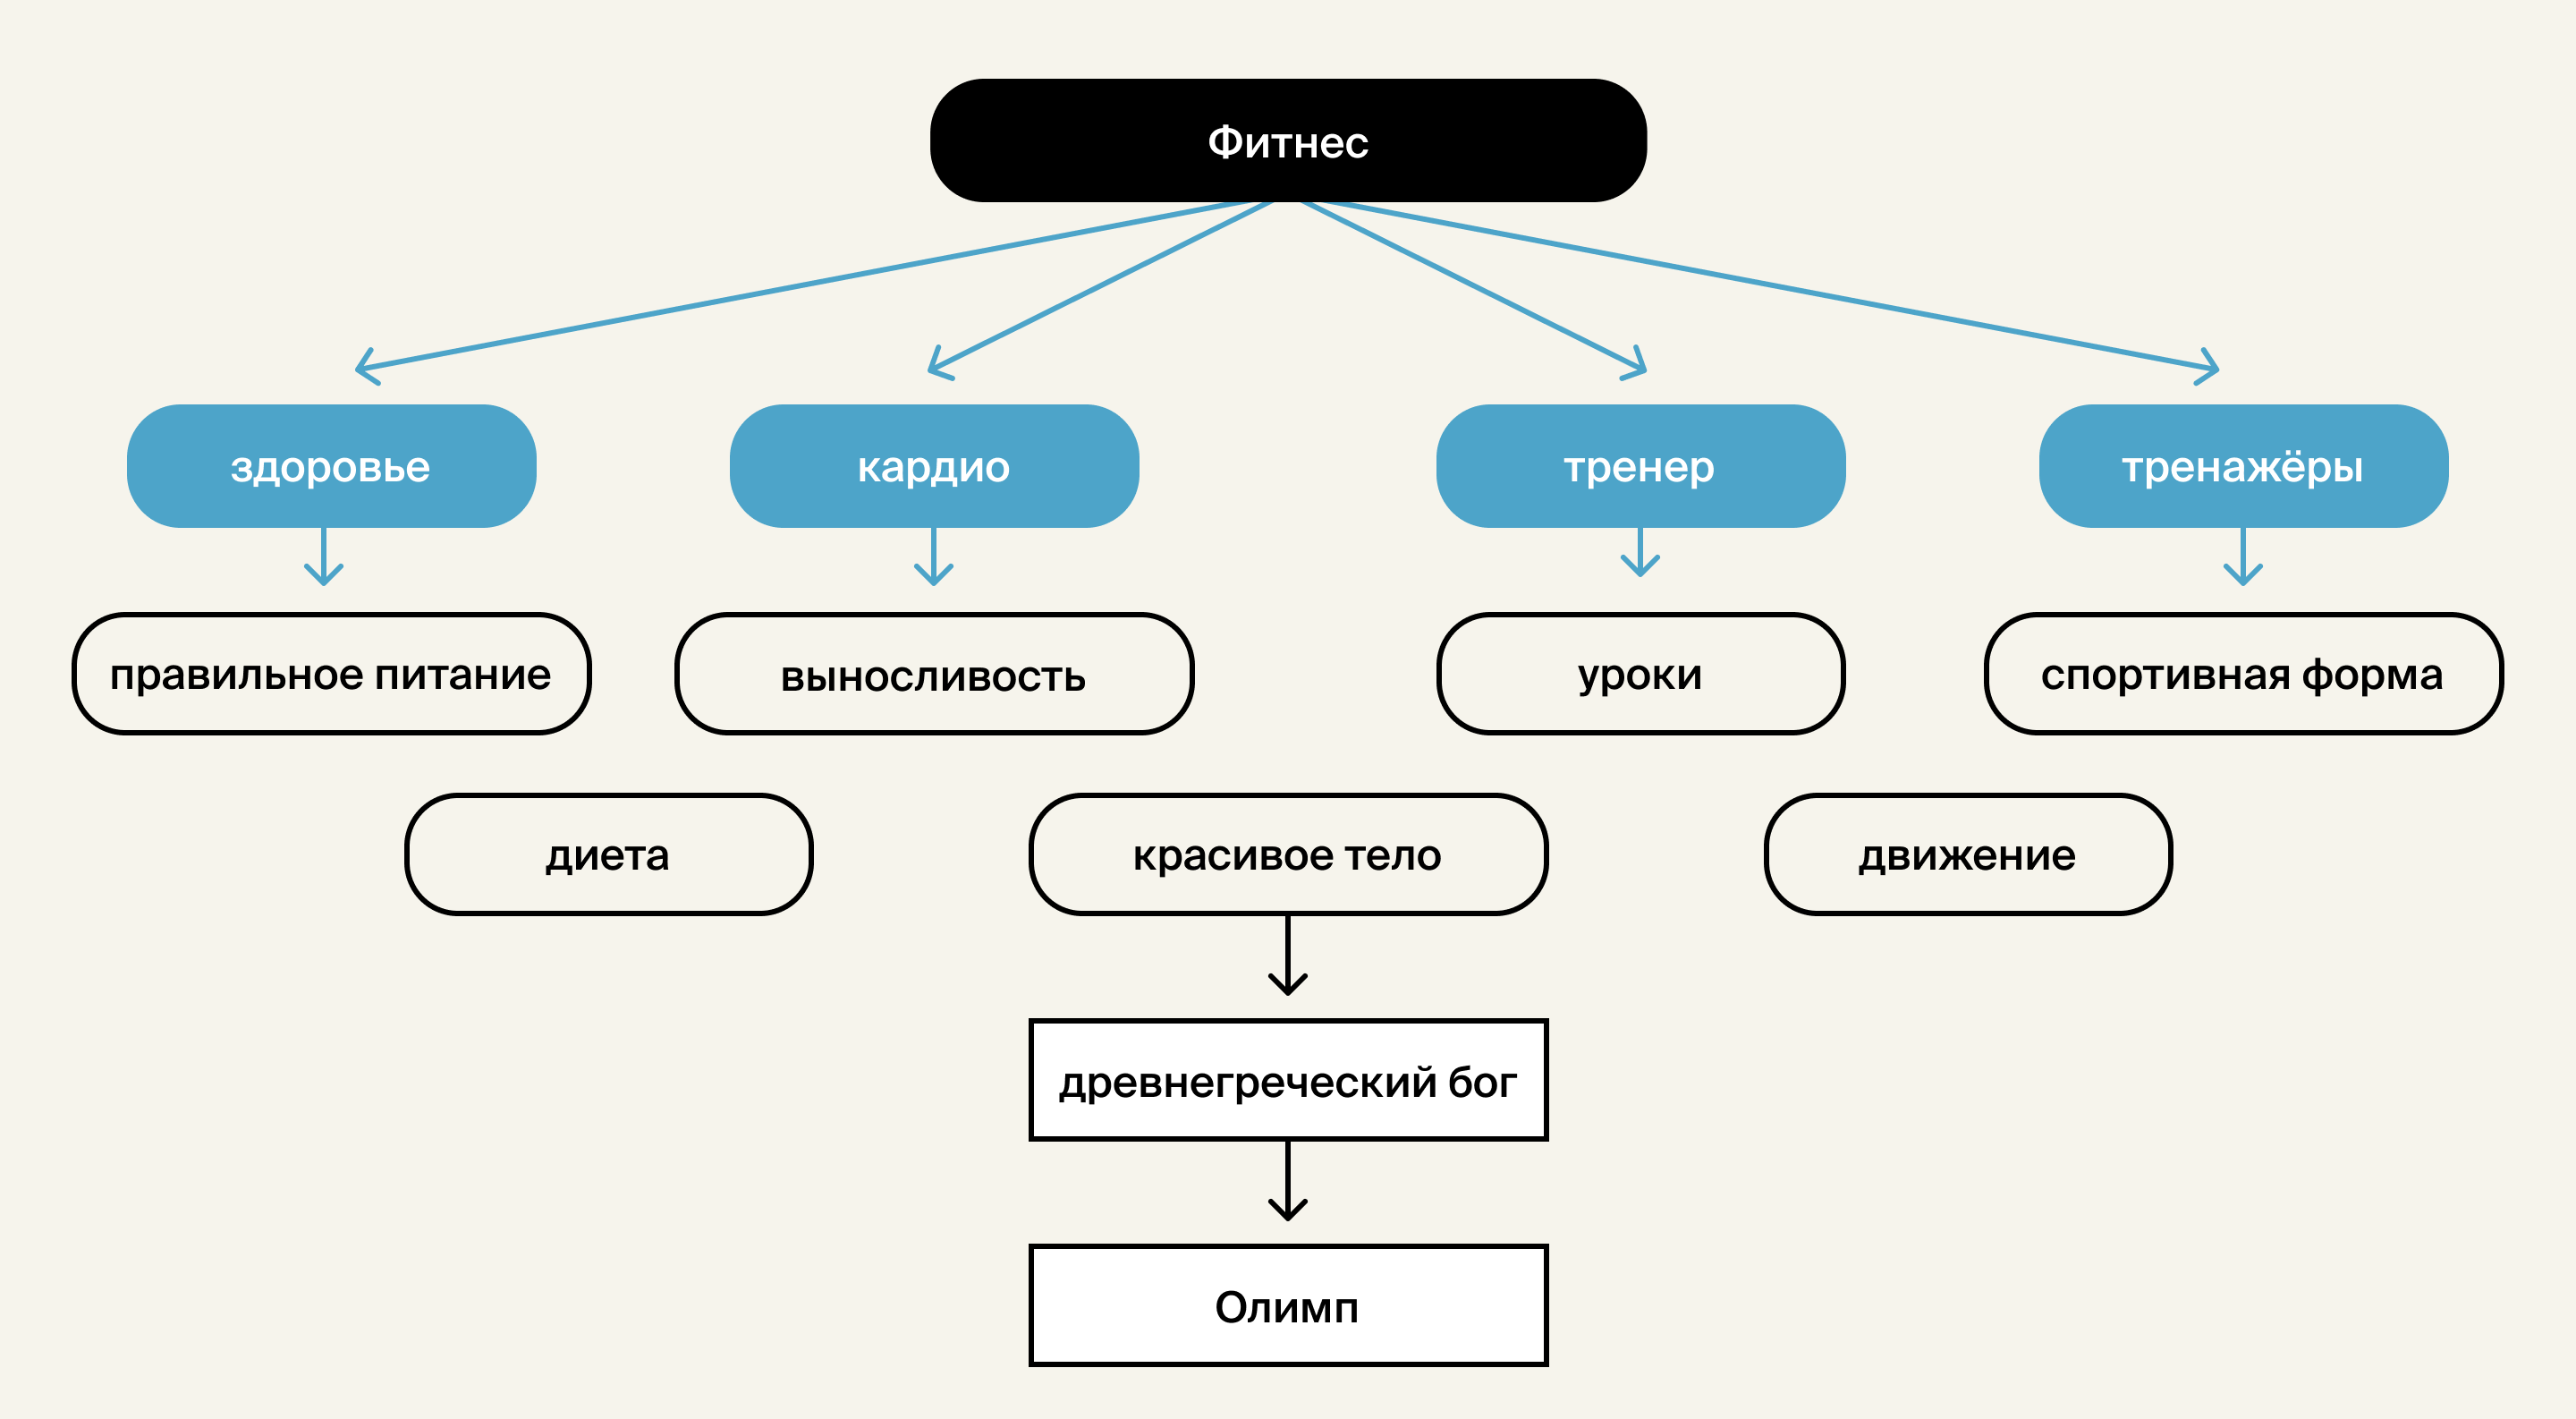 Фитнес
здоровье
кардио
тренер
тренажёры
правильное питание
выносливость
уроки
спортивная форма
диета
красивое тело
движение
древнегреческий бог
Олимп